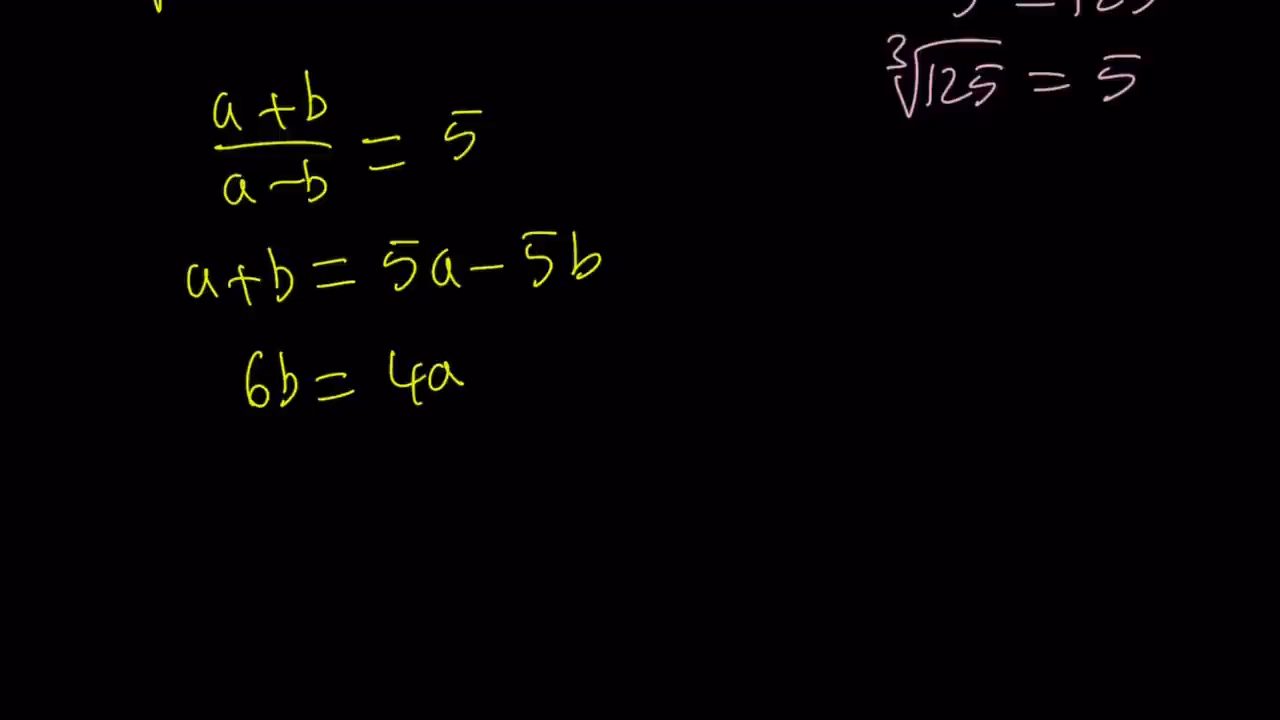 a+b/a-b = 5
a+b = 5a-5b
6b = 4a
∛125 = 5